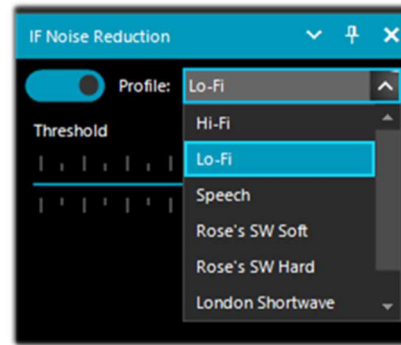 IF Noise Reduction
Profile: Lo-Fi
Threshold
Hi-Fi
Lo-Fi
Speech
Rose's SW Soft
Rose's SW Hard
London Shortwave